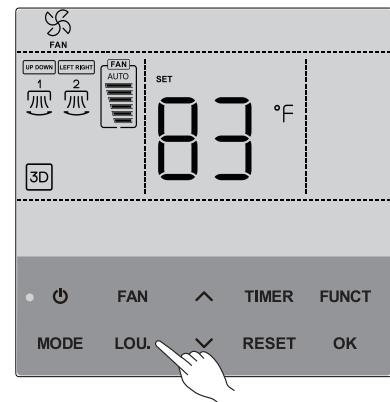 FAN
UP DOWN LEFT RIGHT FAN
AUTO
1 2
SET
83 °F
3D
FAN TIMER FUNCT
MODE LOU. RESET OK